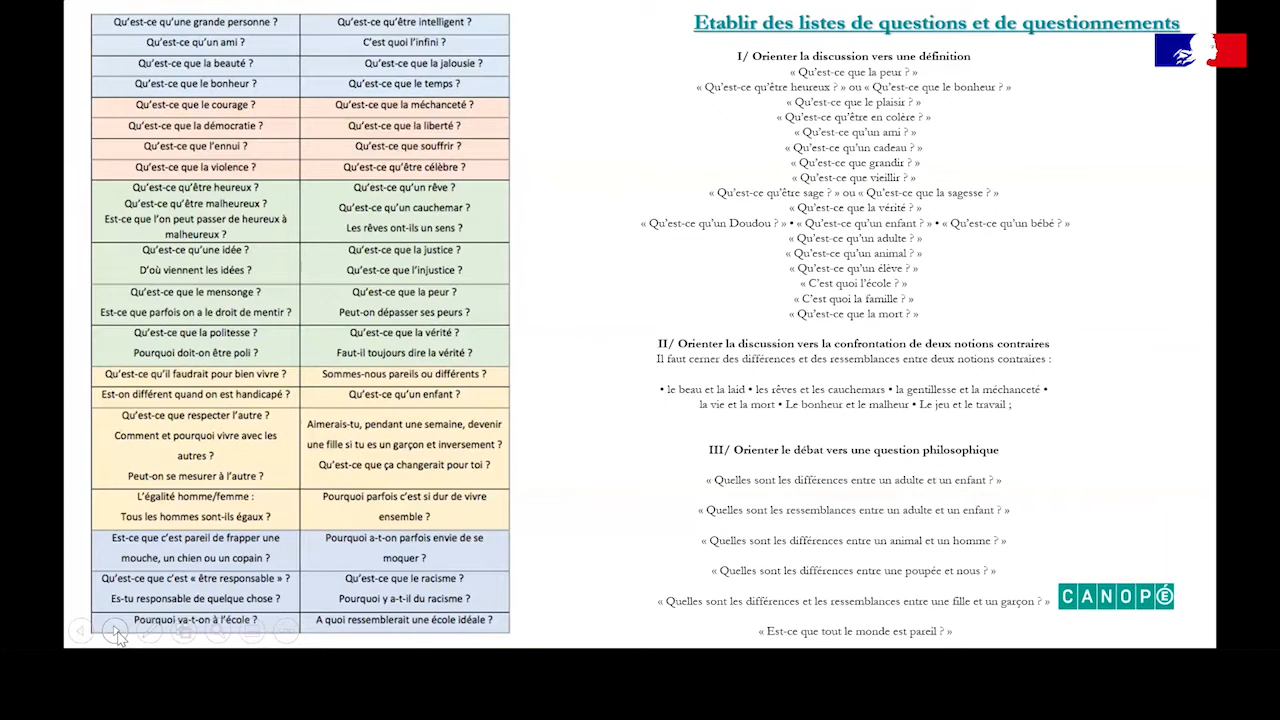 Qu'est-ce qu'une grande personne ?
Qu'est-ce qu'être intelligent ?
Qu'est-ce qu'un ami ?
C'est quoi l'infini ?
Qu'est-ce que la beauté ?
Qu'est-ce que la jalousie ?
Qu'est-ce que le bonheur ?
Qu'est-ce que le temps ?
Qu'est-ce que le courage ?
Qu'est-ce que la méchanceté ?
Qu'est-ce que la démocratie ?
Qu'est-ce que la liberté ?
Qu'est-ce que l'ennui ?
Qu'est-ce que souffrir ?
Qu'est-ce que la violence ?
Qu'est-ce qu'être célèbre ?
Qu'est-ce qu'être heureux ?
Qu'est-ce qu'être malheureux ?
Est-ce que l'on peut passer de heureux à
malheureux ?
Qu'est-ce qu'un rêve ?
Qu'est-ce qu'un cauchemar ?
Les rêves ont-ils un sens ?
Qu'est-ce qu'une idée ?
D'où viennent les idées ?
Qu'est-ce que la justice ?
Qu'est-ce que l'injustice ?
Qu'est-ce que le mensonge ?
Est-ce que parfois on a le droit de mentir ?
Qu'est-ce que la peur ?
Peut-on dépasser ses peurs ?
Qu'est-ce que la politesse ?
Pourquoi doit-on être poli ?
Qu'est-ce que la vérité ?
Faut-il toujours dire la vérité ?
Qu'est-ce qu'il faudrait pour bien vivre ?
Sommes-nous pareils ou différents ?
Est-on différent quand on est handicapé ?
Qu'est-ce qu'un enfant ?
Qu'est-ce que respecter l'autre ?
Comment et pourquoi vivre avec les
autres ?
Peut-on se mesurer à l'autre ?
Aimerais-tu, pendant une semaine, devenir
une fille si tu es un garçon et inversement ?
Qu'est-ce que ça changerait pour toi ?
L'égalité homme/femme :
Tous les hommes sont-ils égaux ?
Pourquoi parfois c'est si dur de vivre
ensemble ?
Est-ce que c'est pareil de frapper une
mouche, un chien ou un copain ?
Pourquoi a-t-on parfois envie de se
moquer ?
Qu'est-ce que c'est « être responsable » ?
Es-tu responsable de quelque chose ?
Qu'est-ce que le racisme ?
Pourquoi y a-t-il du racisme ?
Pourquoi va-t-on à l'école ?
A quoi ressemblerait une école idéale ?
Etablir des listes de questions et de questionnements
I/ Orienter la discussion vers une définition
« Qu'est-ce que la peur ? »
« Qu'est-ce qu'être heureux ? » ou « Qu'est-ce que le bonheur ? »
« Qu'est-ce que le plaisir ? »
« Qu'est-ce qu'être en colère ? »
« Qu'est-ce qu'un ami ? »
« Qu'est-ce qu'un cadeau ? »
« Qu'est-ce que grandir ? »
« Qu'est-ce que vieillir ? »
« Qu'est-ce qu'être sage ? » ou « Qu'est-ce que la sagesse ? »
« Qu'est-ce que la vérité ? »
« Qu'est-ce qu'un Doudou ? » • « Qu'est-ce qu'un enfant ? » • « Qu'est-ce qu'un bébé ? »
« Qu'est-ce qu'un adulte ? »
« Qu'est-ce qu'un animal ? »
« Qu'est-ce qu'un élève ? »
« C'est quoi l'école ? »
« C'est quoi la famille ? »
« Qu'est-ce que la mort ? »
II/ Orienter la discussion vers la confrontation de deux notions contraires
Il faut cerner des différences et des ressemblances entre deux notions contraires :
• le beau et la laid • les rêves et les cauchemars • la gentillesse et la méchanceté •
la vie et la mort • Le bonheur et le malheur • Le jeu et le travail ;
III/ Orienter le débat vers une question philosophique
« Quelles sont les différences entre un adulte et un enfant ? »
« Quelles sont les ressemblances entre un adulte et un enfant ? »
« Quelles sont les différences entre un animal et un homme ? »
« Quelles sont les différences entre une poupée et nous ? »
« Quelles sont les différences et les ressemblances entre une fille et un garçon ? »
« Est-ce que tout le monde est pareil ? »
CANOPÉ